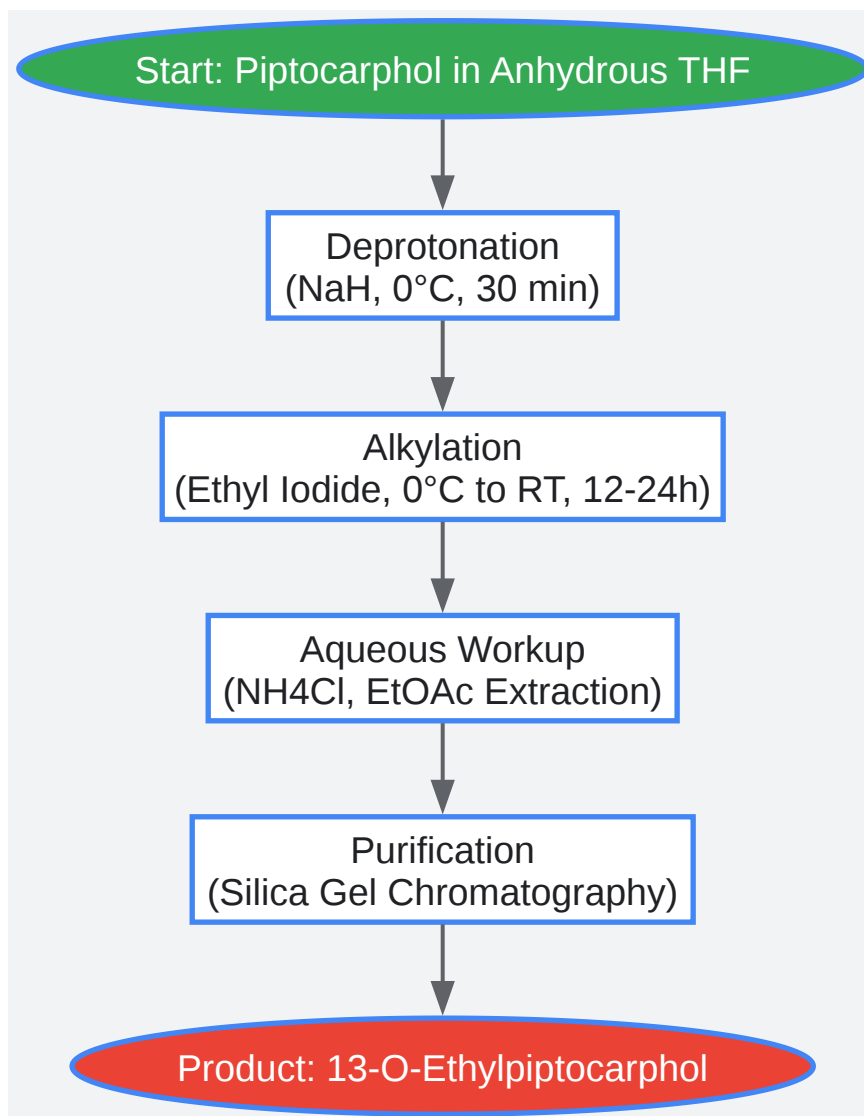 Start: Piptocarphol in Anhydrous THF
Deprotonation
(NaH, 0°C, 30 min)
Alkylation
(Ethyl Iodide, 0°C to RT, 12-24h)
Aqueous Workup
(NH4Cl, EtOAc Extraction)
Purification
(Silica Gel Chromatography)
Product: 13-O-Ethylpiptocarphol